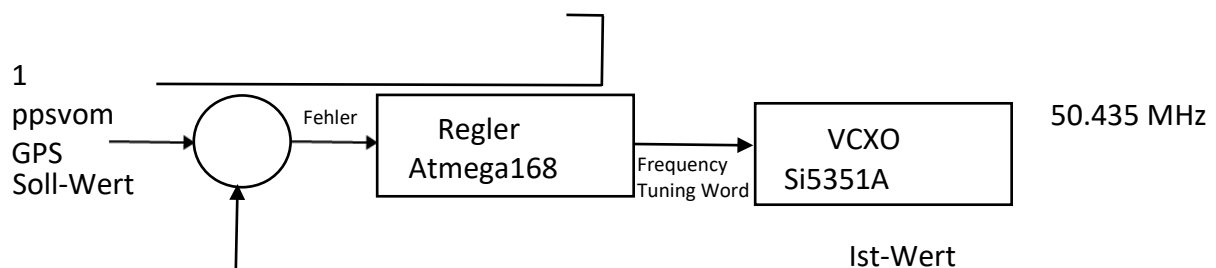 1
ppsvom
GPS
Soll-Wert
Fehler
Regler
Atmega168
Frequency
Tuning Word
VCXO
Si5351A
50.435 MHz
Ist-Wert